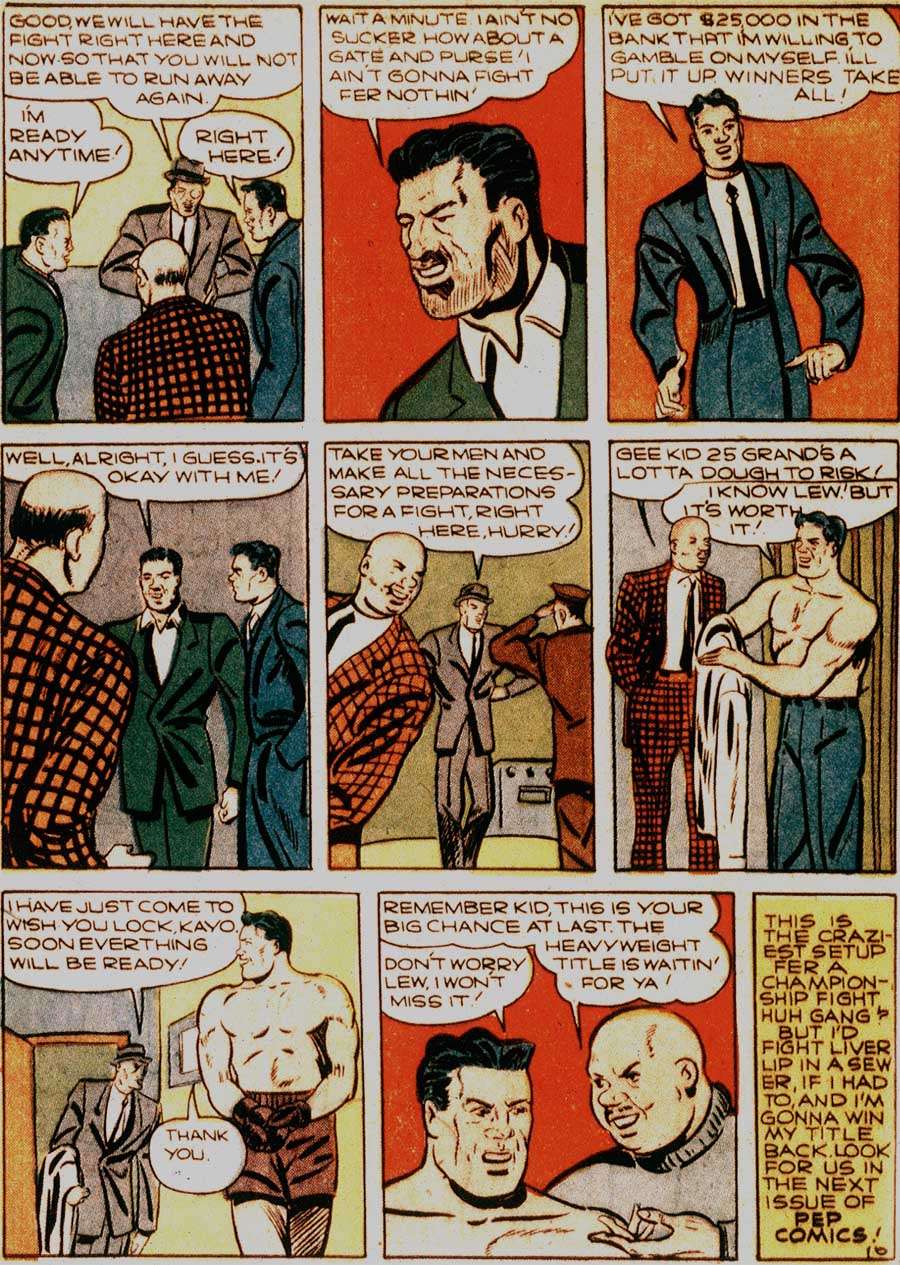 GOOD, WE WILL HAVE THE
FIGHT RIGHT HERE AND
NOW-SO THAT YOU WILL NOT
BE ABLE TO RUN AWAY
AGAIN.
I'M
READY
ANYTIME!
RIGHT
HERE!
WAIT A MINUTE. I AIN'T NO
SUCKER. HOW ABOUT A
GATE AND PURSE? I
AIN'T GONNA FIGHT
FER NOTHIN'
I'VE GOT $25,000 IN THE
BANK THAT I'M WILLING TO
GAMBLE ON MYSELF. I'LL
PUT IT UP WINNERS TAKE
ALL!
WELL, ALRIGHT, I GUESS. IT'S
OKAY WITH ME!
TAKE YOUR MEN AND
MAKE ALL THE NECES-
SARY PREPARATIONS
FOR A FIGHT, RIGHT
HERE, HURRY!
GEE KID 25 GRAND'S A
LOTTA DOUGH TO RISK!
I KNOW LEW! BUT
IT'S WORTH
IT!
I HAVE JUST COME TO
WISH YOU LOCK, KAYO.
SOON EVERTHING
WILL BE READY!
THANK
YOU.
REMEMBER KID, THIS IS YOUR
BIG CHANCE AT LAST. THE
HEAVYWEIGHT
TITLE IS WAITIN'
FOR YA!
DON'T WORRY
LEW, I WON'T
MISS IT!
THIS IS
THE CRAZI-
EST SETUP
FER A
CHAMPION-
SHIP FIGHT
HUH GANG?
BUT I'D
FIGHT LIVER
LIP IN A SEW
ER, IF I HAD
TO, AND I'M
GONNA WIN
MY TITLE
BACK. LOOK
FOR US IN
THE NEXT
ISSUE OF
PEP
COMICS!
16